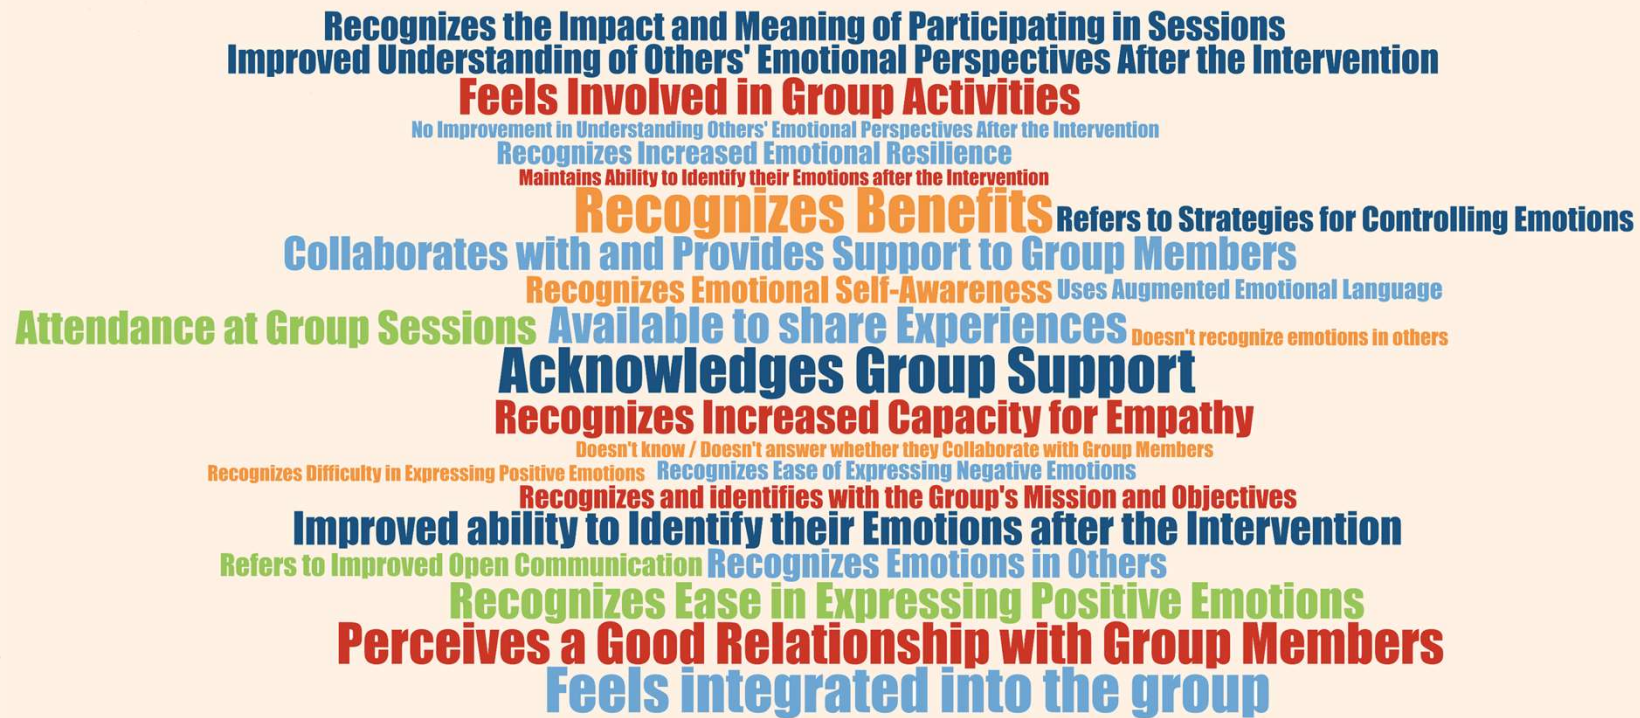 Recognizes the Impact and Meaning of Participating in Sessions
Improved Understanding of Others' Emotional Perspectives After the Intervention
Feels Involved in Group Activities
No Improvement in Understanding Others' Emotional Perspectives After the Intervention
Recognizes Increased Emotional Resilience
Maintains Ability to Identify their Emotions after the Intervention
Recognizes Benefits Refers to Strategies for Controlling Emotions
Collaborates with and Provides Support to Group Members
Recognizes Emotional Self-Awareness Uses Augmented Emotional Language
Attendance at Group Sessions Available to share Experiences Doesn't recognize emotions in others
Acknowledges Group Support
Recognizes Increased Capacity for Empathy
Doesn't know / Doesn't answer whether they Collaborate with Group Members
Recognizes Difficulty in Expressing Positive Emotions Recognizes Ease of Expressing Negative Emotions
Recognizes and identifies with the Group's Mission and Objectives
Improved ability to Identify their Emotions after the Intervention
Refers to Improved Open Communication Recognizes Emotions in Others
Recognizes Ease in Expressing Positive Emotions
Perceives a Good Relationship with Group Members
Feels integrated into the group